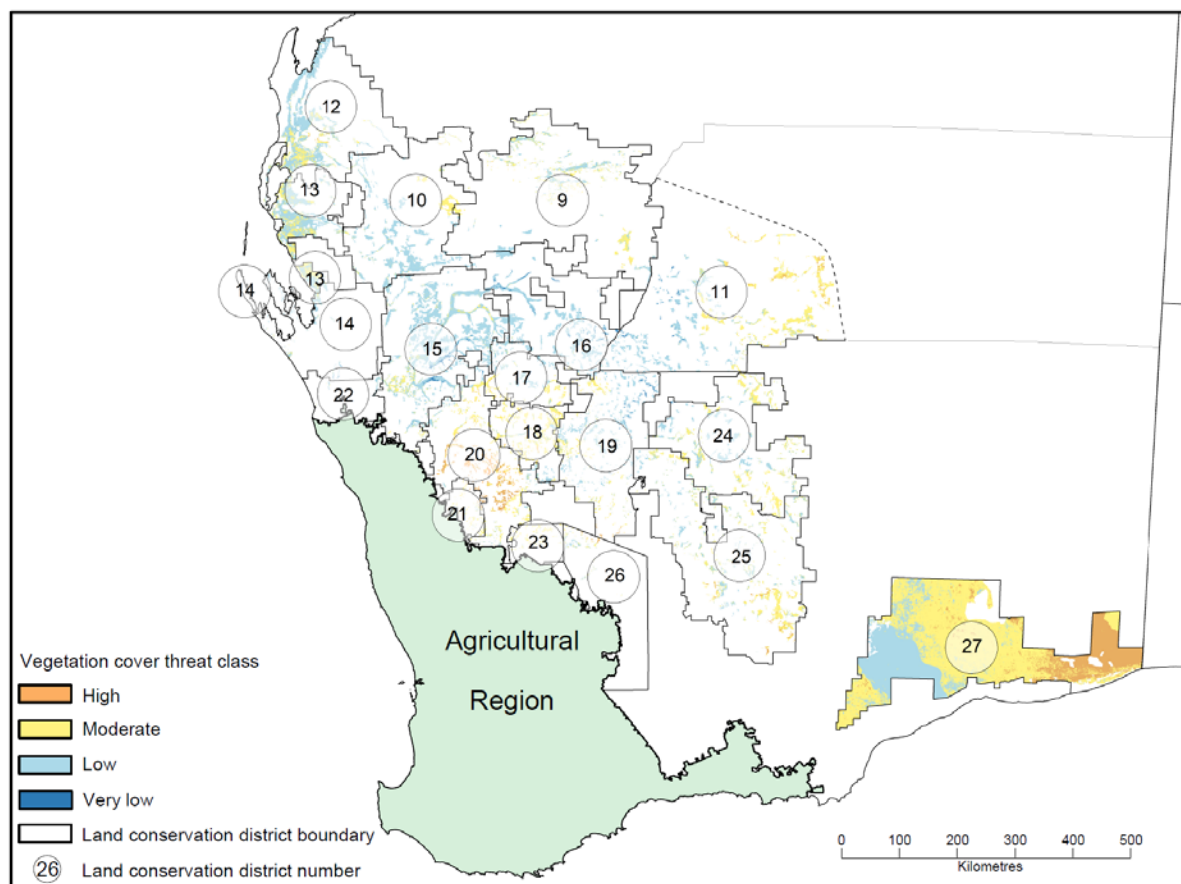 12
13
10
9
13
14
11
14
15
16
17
22
18
19
24
20
21
23
25
26
27
Agricultural
Region
Vegetation cover threat class
High
Moderate
Low
Very low
Land conservation district boundary
26 Land conservation district number
0 100 200 300 400 500
Kilometres